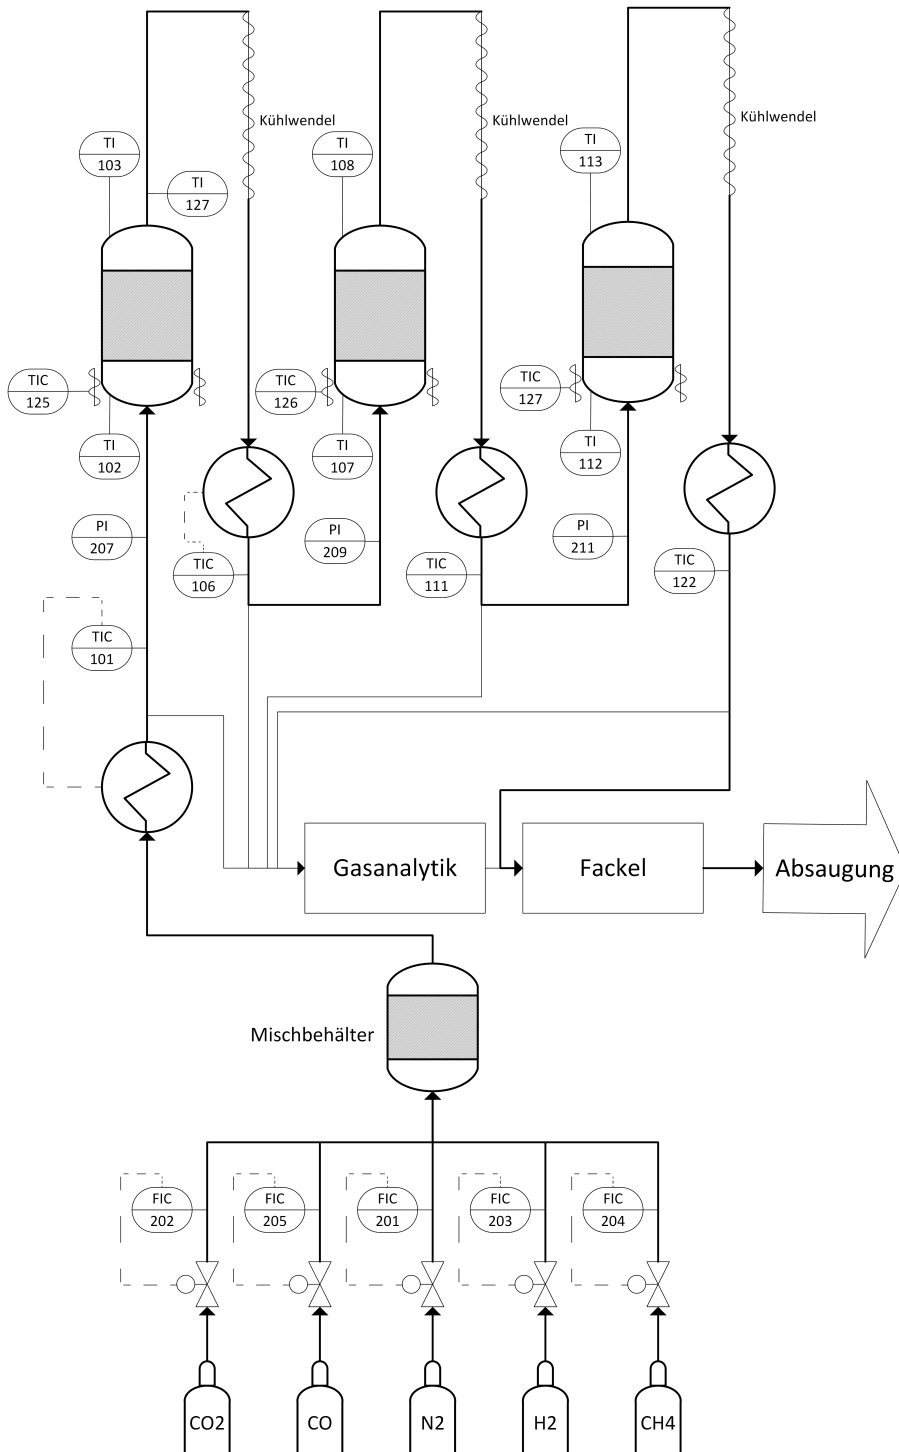 TI
103
TI
127
Kühlwendel
TI
108
Kühlwendel
TI
113
Kühlwendel
TIC
125
TI
102
TIC
126
TI
107
TIC
127
TI
112
PI
207
TIC
106
PI
209
TIC
111
PI
211
TIC
122
TIC
101
Gasanalytik
Fackel
Absaugung
Mischbehälter
FIC
202
FIC
205
FIC
201
FIC
203
FIC
204
CO2
CO
N2
H2
CH4